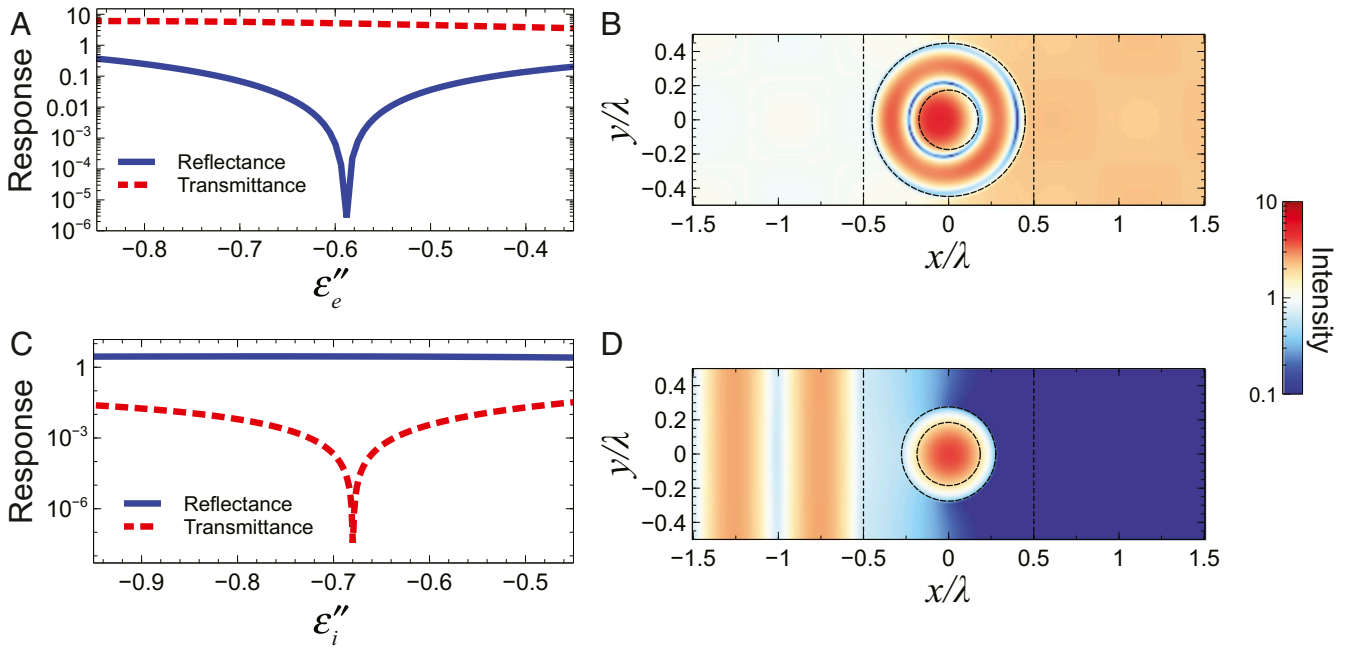 A
Response
10
1
0.1
0.01
10⁻³
10⁻⁴
10⁻⁵
10⁻⁶
Reflectance
Transmittance
−0.8 −0.7 −0.6 −0.5 −0.4
ε″ₑ
B
y/λ
0.4
0.2
0
−0.2
−0.4
−1.5 −1 −0.5 0 0.5 1 1.5
x/λ
C
Response
1
10⁻³
10⁻⁶
Reflectance
Transmittance
−0.9 −0.8 −0.7 −0.6 −0.5
ε″ᵢ
D
y/λ
0.4
0.2
0
−0.2
−0.4
−1.5 −1 −0.5 0 0.5 1 1.5
x/λ
10
1
0.1
Intensity